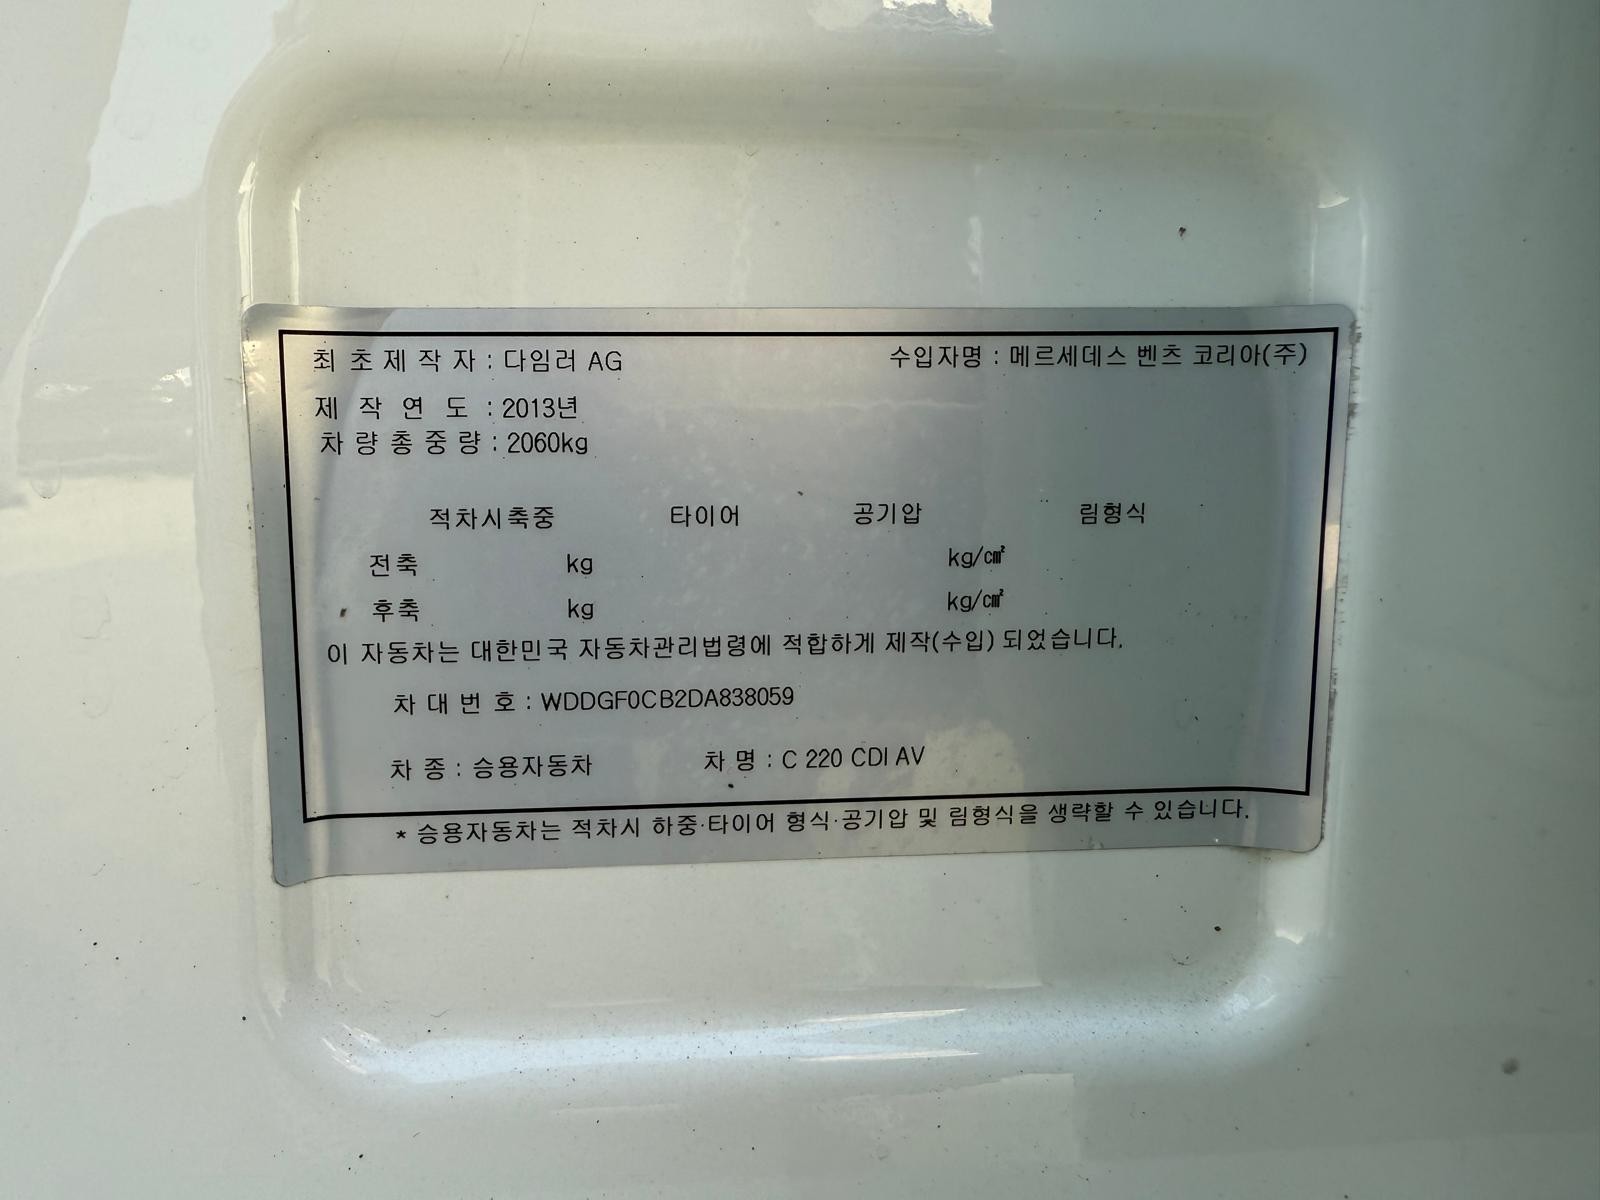 최초제작자 : 다임러 AG 수입자명 : 메르세데스 벤츠 코리아(주)
제작연도 : 2013년
차량총중량 : 2060kg
적차시축중 타이어 공기압 림형식
전축 kg kg/㎠
후축 kg kg/㎠
이 자동차는 대한민국 자동차관리법령에 적합하게 제작(수입) 되었습니다.
차대번호 : WDDGF0CB2DA838059
차종 : 승용자동차 차명 : C 220 CDI AV
* 승용자동차는 적차시 하중·타이어 형식·공기압 및 림형식을 생략할 수 있습니다.